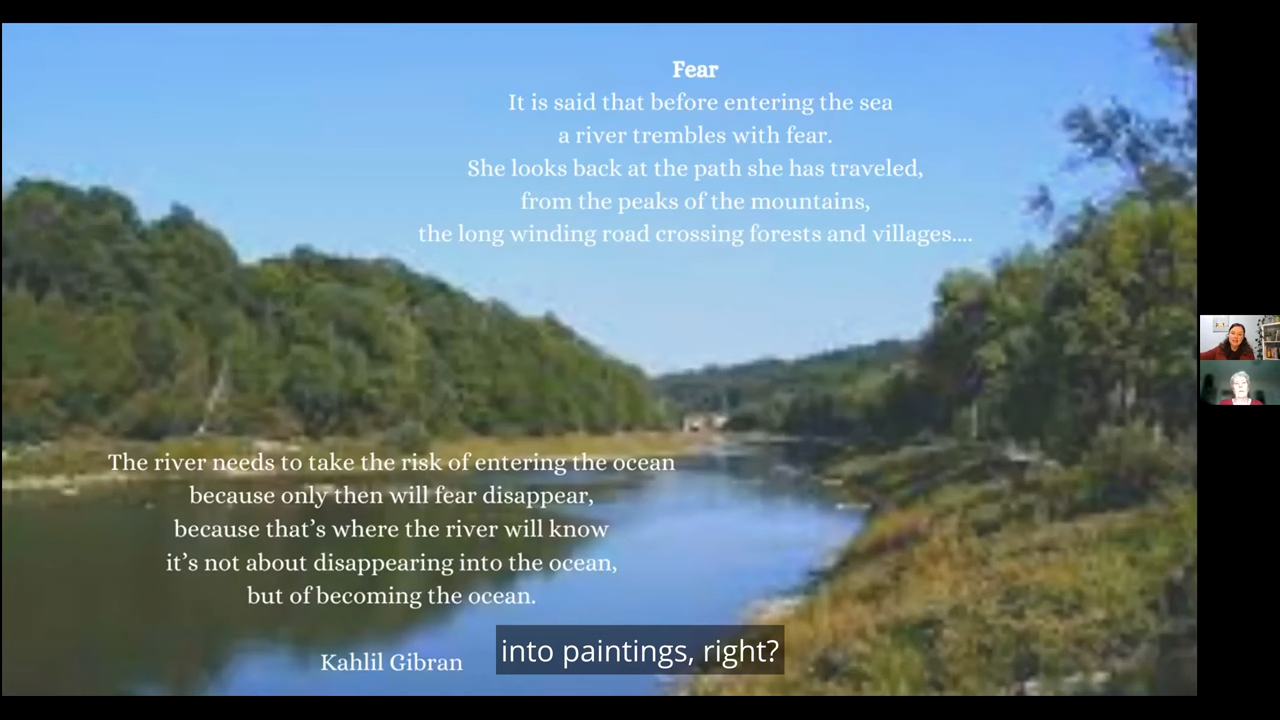 Fear
It is said that before entering the sea
a river trembles with fear.
She looks back at the path she has traveled,
from the peaks of the mountains,
the long winding road crossing forests and villages....
The river needs to take the risk of entering the ocean
because only then will fear disappear,
because that’s where the river will know
it’s not about disappearing into the ocean,
but of becoming the ocean.
Kahlil Gibran
into paintings, right?